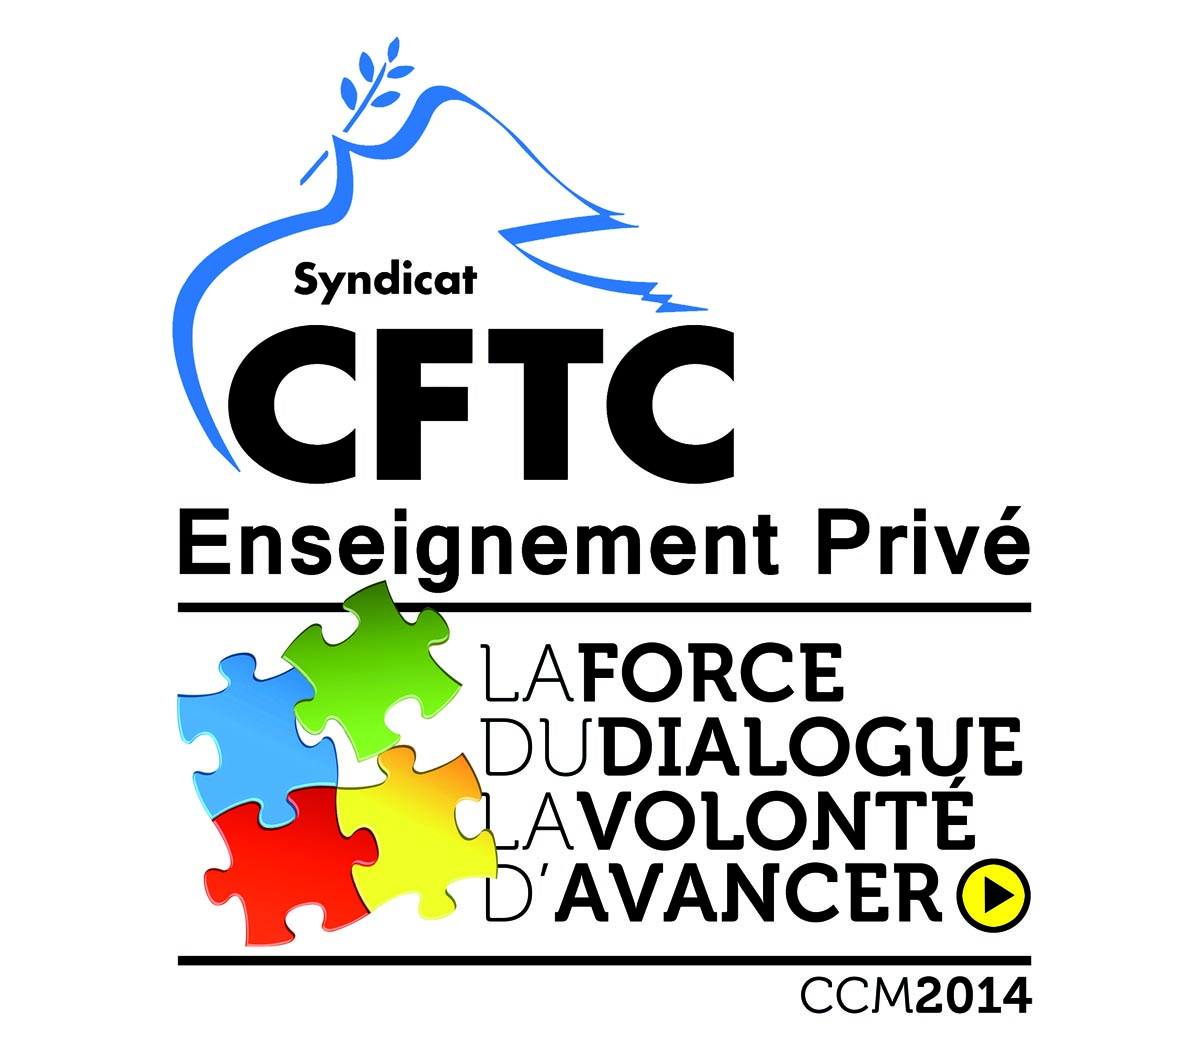 Syndicat
CFTC
Enseignement Privé
LAFORCE
DUDIALOGUE
LAVOLONTÉ
D'AVANCER
CCM2014